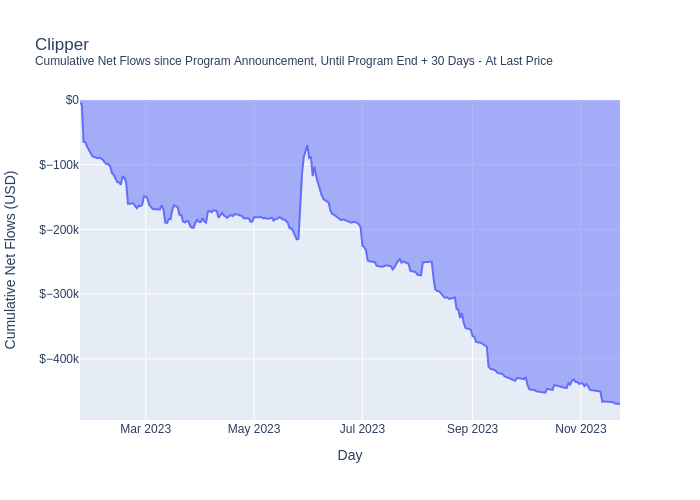 Clipper
Cumulative Net Flows since Program Announcement, Until Program End + 30 Days - At Last Price
Cumulative Net Flows (USD)
$0
$−100k
$−200k
$−300k
$−400k
Mar 2023
May 2023
Jul 2023
Sep 2023
Nov 2023
Day